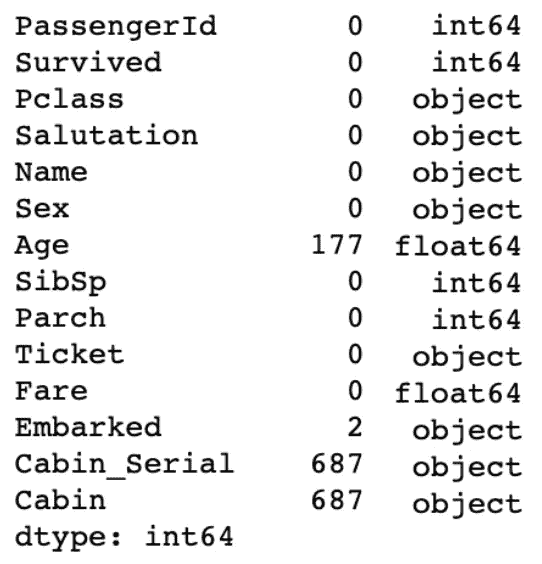 PassengerId 0 int64
Survived 0 int64
Pclass 0 object
Salutation 0 object
Name 0 object
Sex 0 object
Age 177 float64
SibSp 0 int64
Parch 0 int64
Ticket 0 object
Fare 0 float64
Embarked 2 object
Cabin_Serial 687 object
Cabin 687 object
dtype: int64